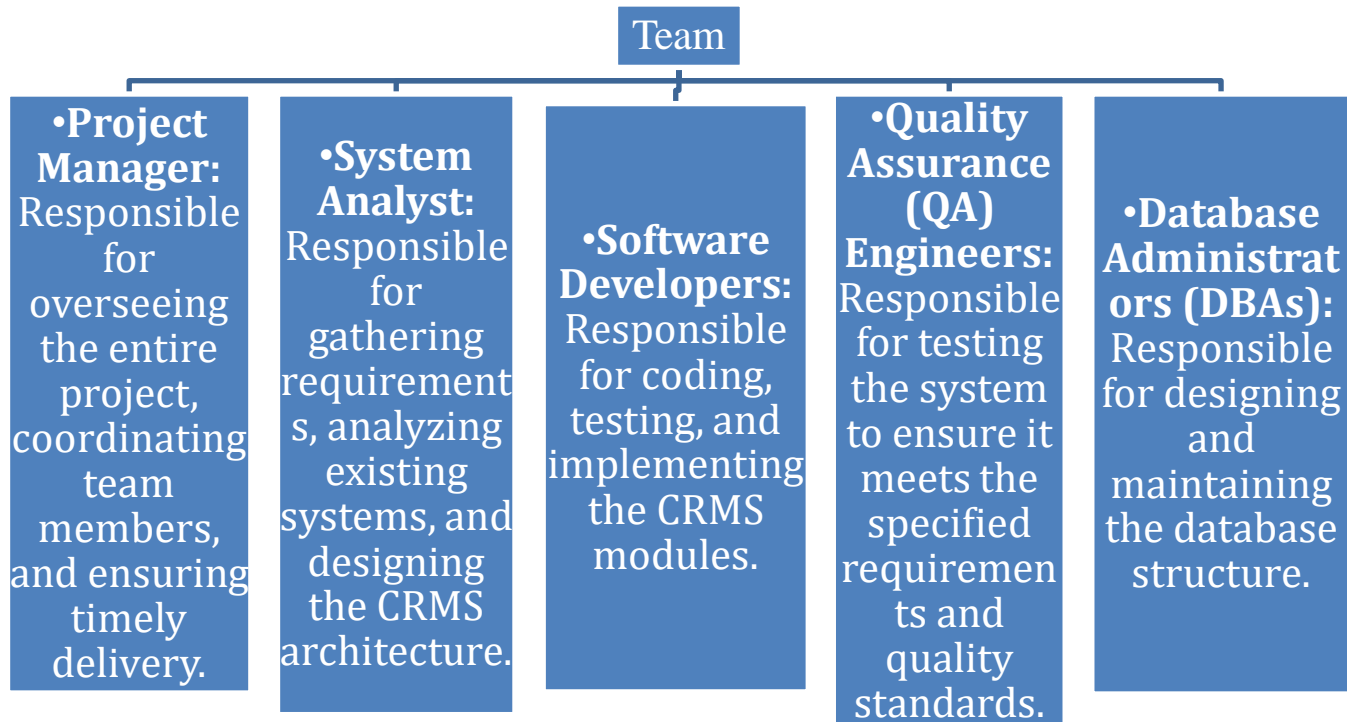 Team
•Project
Manager:
Responsible
for
overseeing
the entire
project,
coordinating
team
members,
and ensuring
timely
delivery.
•System
Analyst:
Responsible
for
gathering
requirement
s, analyzing
existing
systems, and
designing
the CRMS
architecture.
•Software
Developers:
Responsible
for coding,
testing, and
implementing
the CRMS
modules.
•Quality
Assurance
(QA)
Engineers:
Responsible
for testing
the system
to ensure it
meets the
specified
requiremen
ts and
quality
standards.
•Database
Administrat
ors (DBAs):
Responsible
for designing
and
maintaining
the database
structure.